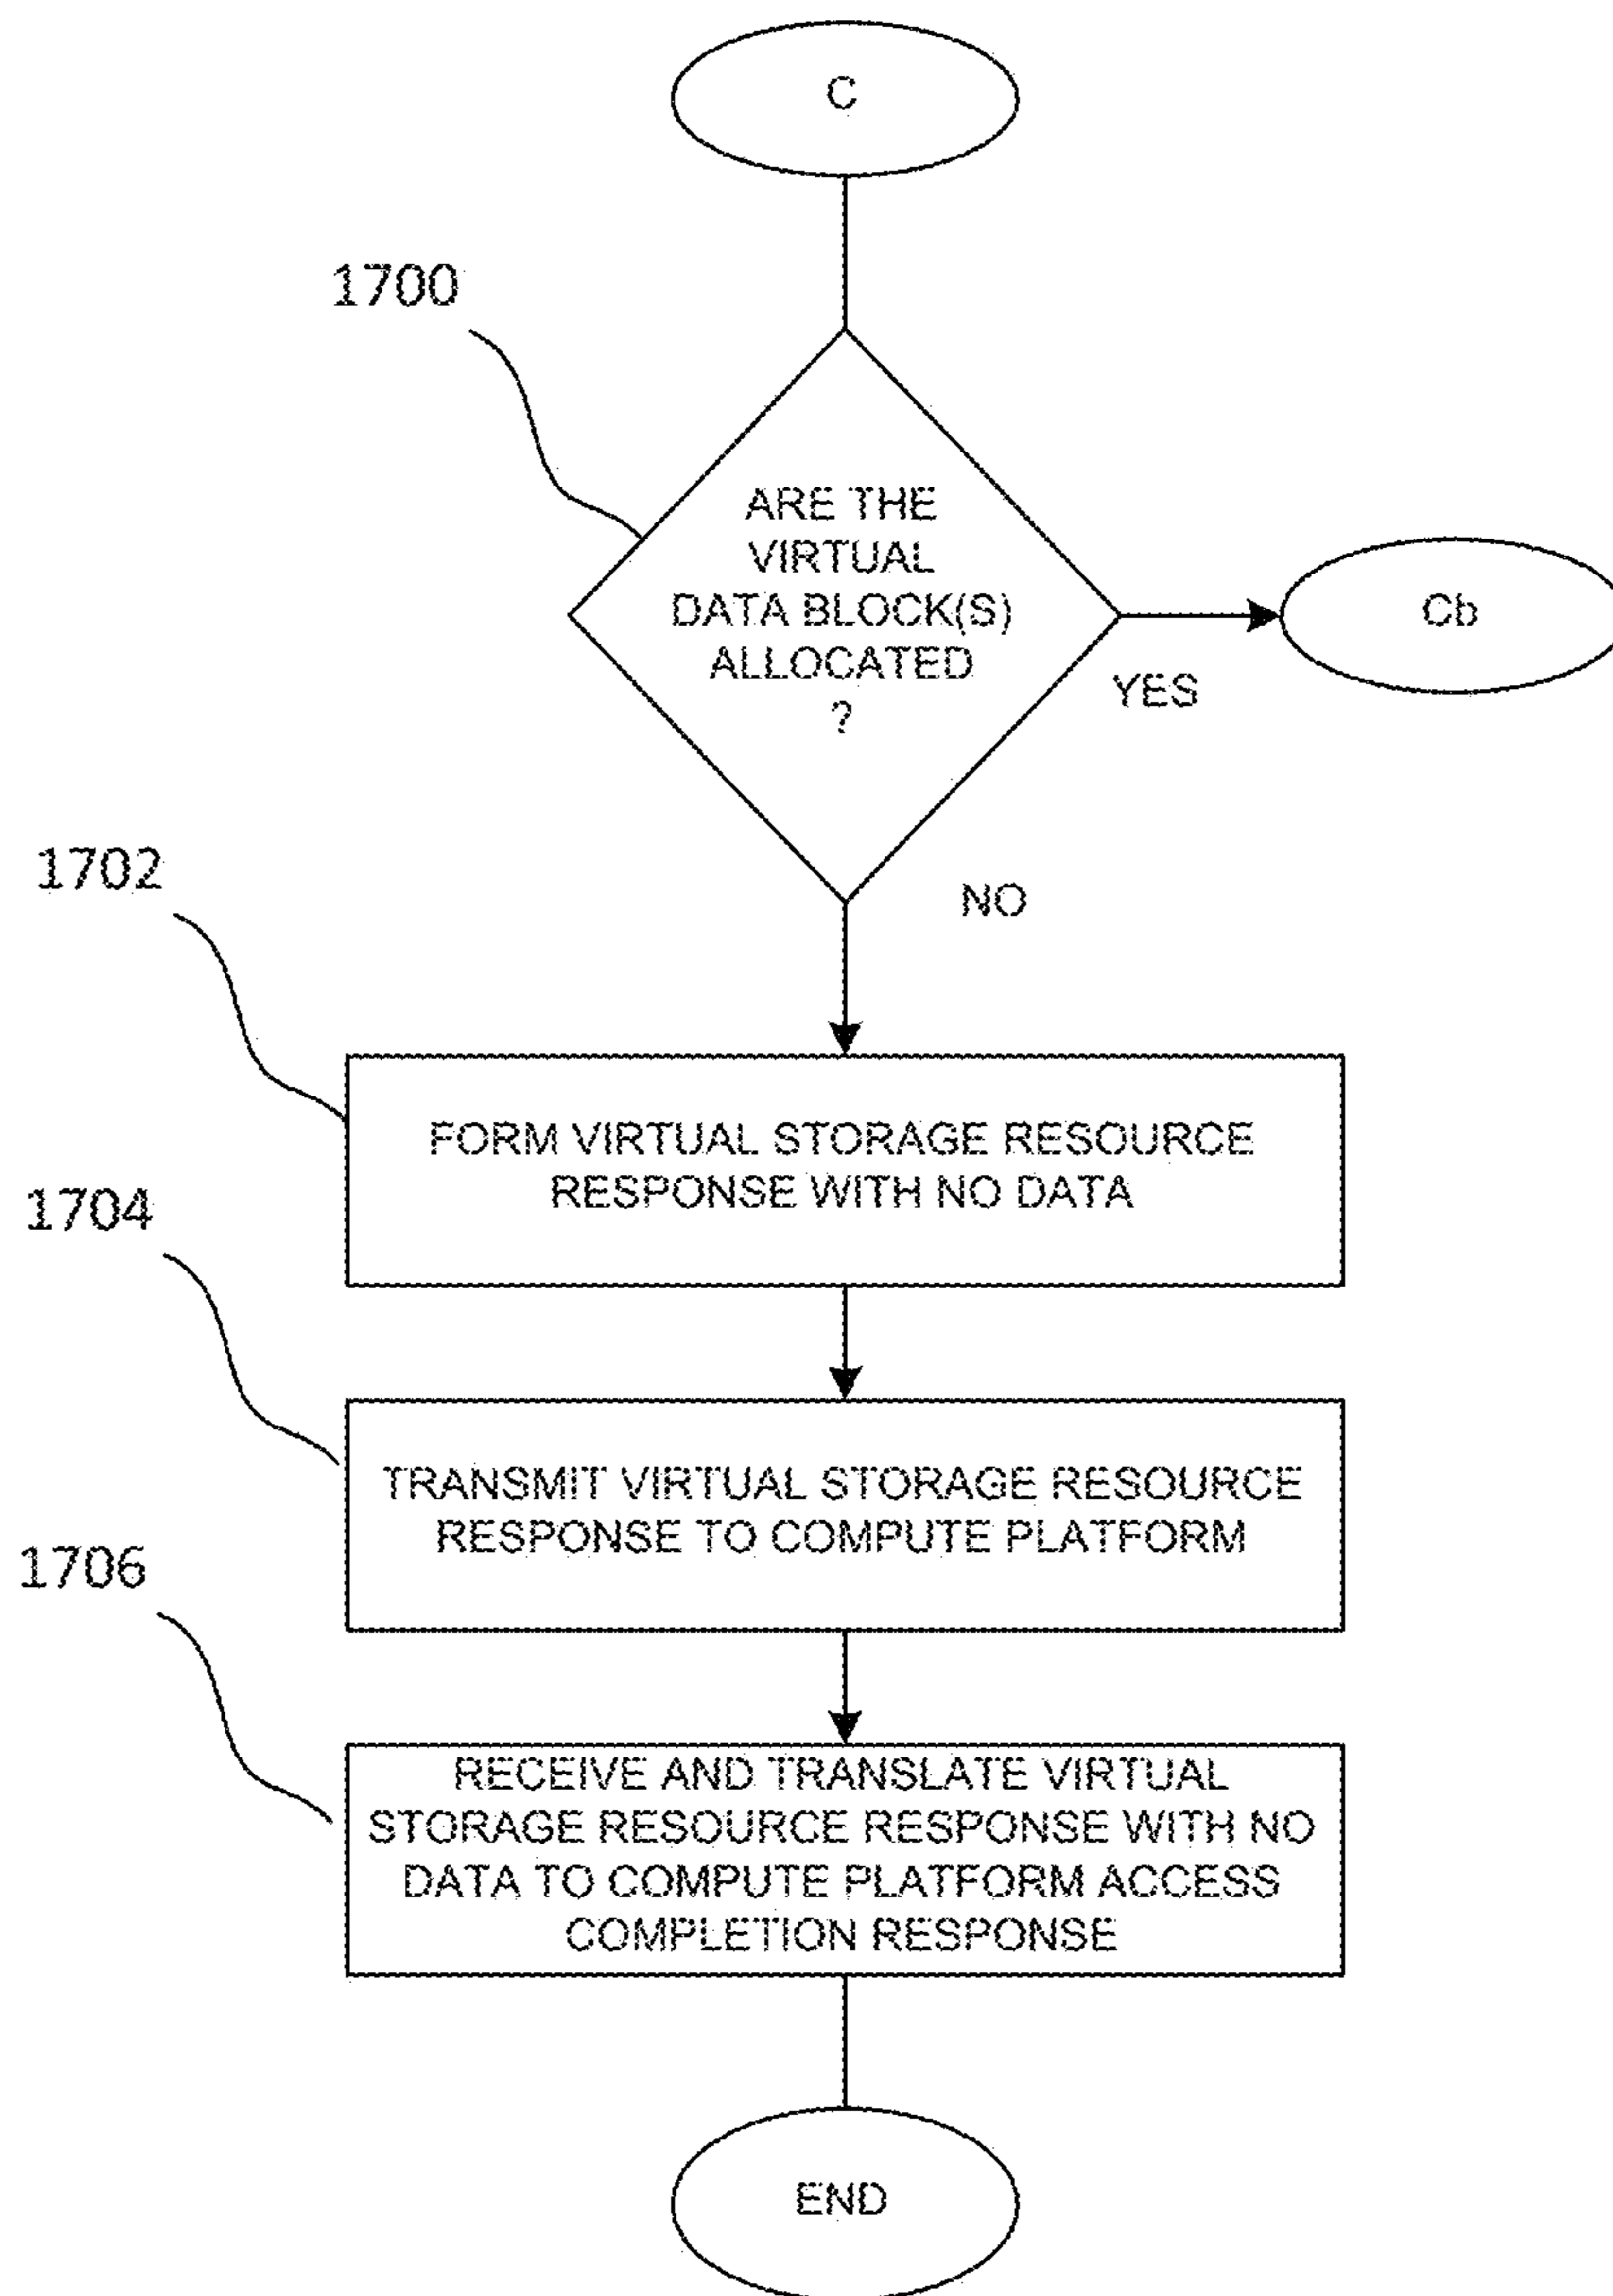 C
1700
ARE THE
VIRTUAL
DATA BLOCK(S)
ALLOCATED
?
Cb
YES
NO
1702
FORM VIRTUAL STORAGE RESOURCE
RESPONSE WITH NO DATA
1704
TRANSMIT VIRTUAL STORAGE RESOURCE
RESPONSE TO COMPUTE PLATFORM
1706
RECEIVE AND TRANSLATE VIRTUAL
STORAGE RESOURCE RESPONSE WITH NO
DATA TO COMPUTE PLATFORM ACCESS
COMPLETION RESPONSE
END